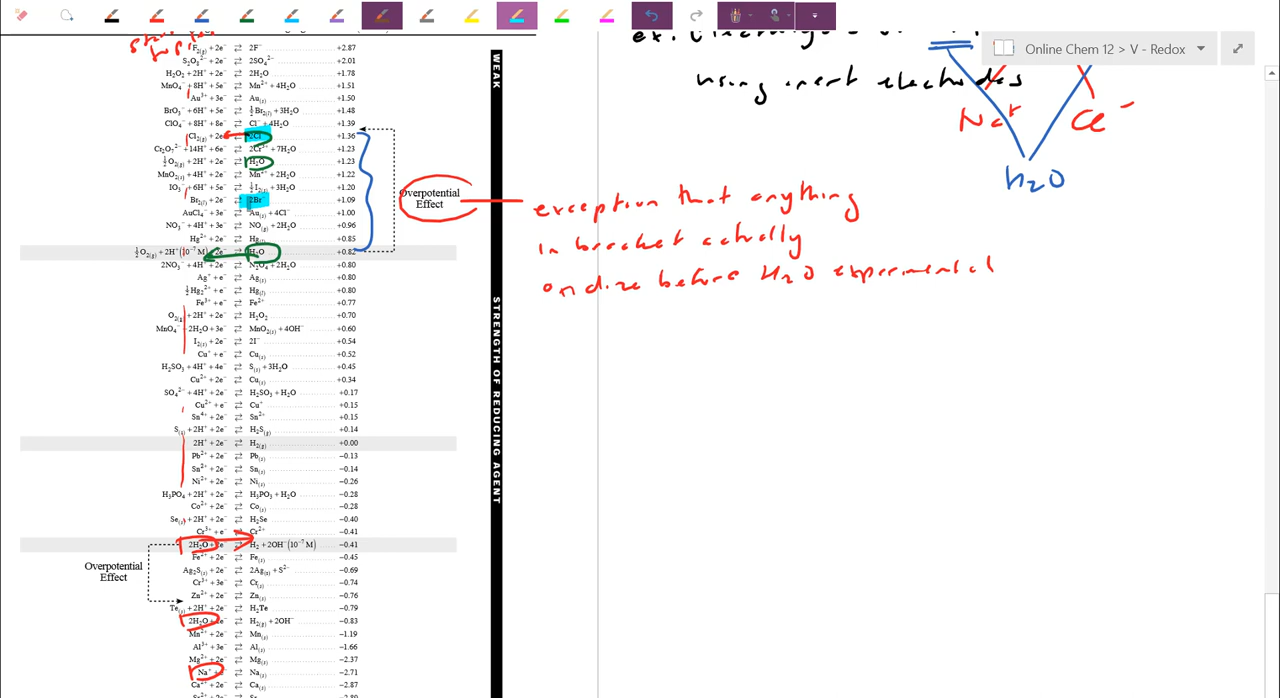 Online Chem 12 > V - Redox
using inert electrodes
Na⁺
Cl⁻
H₂O
F₂(g) + 2e⁻ ⇄ 2F⁻ +2.87
S₂O₈²⁻ + 2e⁻ ⇄ 2SO₄²⁻ +2.01
H₂O₂ + 2H⁺ + 2e⁻ ⇄ 2H₂O +1.78
MnO₄⁻ + 8H⁺ + 5e⁻ ⇄ Mn²⁺ + 4H₂O +1.51
Au³⁺ + 3e⁻ ⇄ Au(s) +1.50
BrO₃⁻ + 6H⁺ + 5e⁻ ⇄ ½Br₂(l) + 3H₂O +1.48
ClO₄⁻ + 8H⁺ + 8e⁻ ⇄ Cl⁻ + 4H₂O +1.39
Cl₂(g) + 2e⁻ ⇄ 2Cl⁻ +1.36
Cr₂O₇²⁻ + 14H⁺ + 6e⁻ ⇄ 2Cr³⁺ + 7H₂O +1.23
½O₂(g) + 2H⁺ + 2e⁻ ⇄ H₂O +1.23
MnO₂(s) + 4H⁺ + 2e⁻ ⇄ Mn²⁺ + 2H₂O +1.22
IO₃⁻ + 6H⁺ + 5e⁻ ⇄ ½I₂(s) + 3H₂O +1.20
Br₂(l) + 2e⁻ ⇄ 2Br⁻ +1.09
AuCl₄⁻ + 3e⁻ ⇄ Au(s) + 4Cl⁻ +1.00
NO₃⁻ + 4H⁺ + 3e⁻ ⇄ NO(g) + 2H₂O +0.96
Hg²⁺ + 2e⁻ ⇄ Hg(l) +0.85
½O₂(g) + 2H⁺(10⁻⁷ M) + 2e⁻ ⇄ H₂O +0.82
2NO₃⁻ + 4H⁺ + 2e⁻ ⇄ N₂O₄ + 2H₂O +0.80
Ag⁺ + e⁻ ⇄ Ag(s) +0.80
½Hg₂²⁺ + e⁻ ⇄ Hg(l) +0.80
Fe³⁺ + e⁻ ⇄ Fe²⁺ +0.77
O₂(g) + 2H⁺ + 2e⁻ ⇄ H₂O₂ +0.70
MnO₄⁻ + 2H₂O + 3e⁻ ⇄ MnO₂(s) + 4OH⁻ +0.60
I₂(s) + 2e⁻ ⇄ 2I⁻ +0.54
Cu⁺ + e⁻ ⇄ Cu(s) +0.52
H₂SO₃ + 4H⁺ + 4e⁻ ⇄ S(s) + 3H₂O +0.45
Cu²⁺ + 2e⁻ ⇄ Cu(s) +0.34
SO₄²⁻ + 4H⁺ + 2e⁻ ⇄ H₂SO₃ + H₂O +0.17
Cu²⁺ + e⁻ ⇄ Cu⁺ +0.15
Sn⁴⁺ + 2e⁻ ⇄ Sn²⁺ +0.15
S(s) + 2H⁺ + 2e⁻ ⇄ H₂S(g) +0.14
2H⁺ + 2e⁻ ⇄ H₂(g) +0.00
Pb²⁺ + 2e⁻ ⇄ Pb(s) −0.13
Sn²⁺ + 2e⁻ ⇄ Sn(s) −0.14
Ni²⁺ + 2e⁻ ⇄ Ni(s) −0.26
H₃PO₄ + 2H⁺ + 2e⁻ ⇄ H₃PO₃ + H₂O −0.28
Co²⁺ + 2e⁻ ⇄ Co(s) −0.28
Se(s) + 2H⁺ + 2e⁻ ⇄ H₂Se −0.40
Cr³⁺ + e⁻ ⇄ Cr²⁺ −0.41
2H₂O + 2e⁻ ⇄ H₂ + 2OH⁻(10⁻⁷ M) −0.41
Fe²⁺ + 2e⁻ ⇄ Fe(s) −0.45
Ag₂S(s) + 2e⁻ ⇄ 2Ag(s) + S²⁻ −0.69
Cr³⁺ + 3e⁻ ⇄ Cr(s) −0.74
Zn²⁺ + 2e⁻ ⇄ Zn(s) −0.76
Te(s) + 2H⁺ + 2e⁻ ⇄ H₂Te −0.79
2H₂O + 2e⁻ ⇄ H₂(g) + 2OH⁻ −0.83
Mn²⁺ + 2e⁻ ⇄ Mn(s) −1.19
Al³⁺ + 3e⁻ ⇄ Al(s) −1.66
Mg²⁺ + 2e⁻ ⇄ Mg(s) −2.37
Na⁺ + e⁻ ⇄ Na(s) −2.71
Ca²⁺ + 2e⁻ ⇄ Ca(s) −2.87
Overpotential
Effect
Overpotential
Effect
WEAK
STRENGTH OF REDUCING AGENT
exception that anything
in bracket actually
oxdize before H₂O experimental